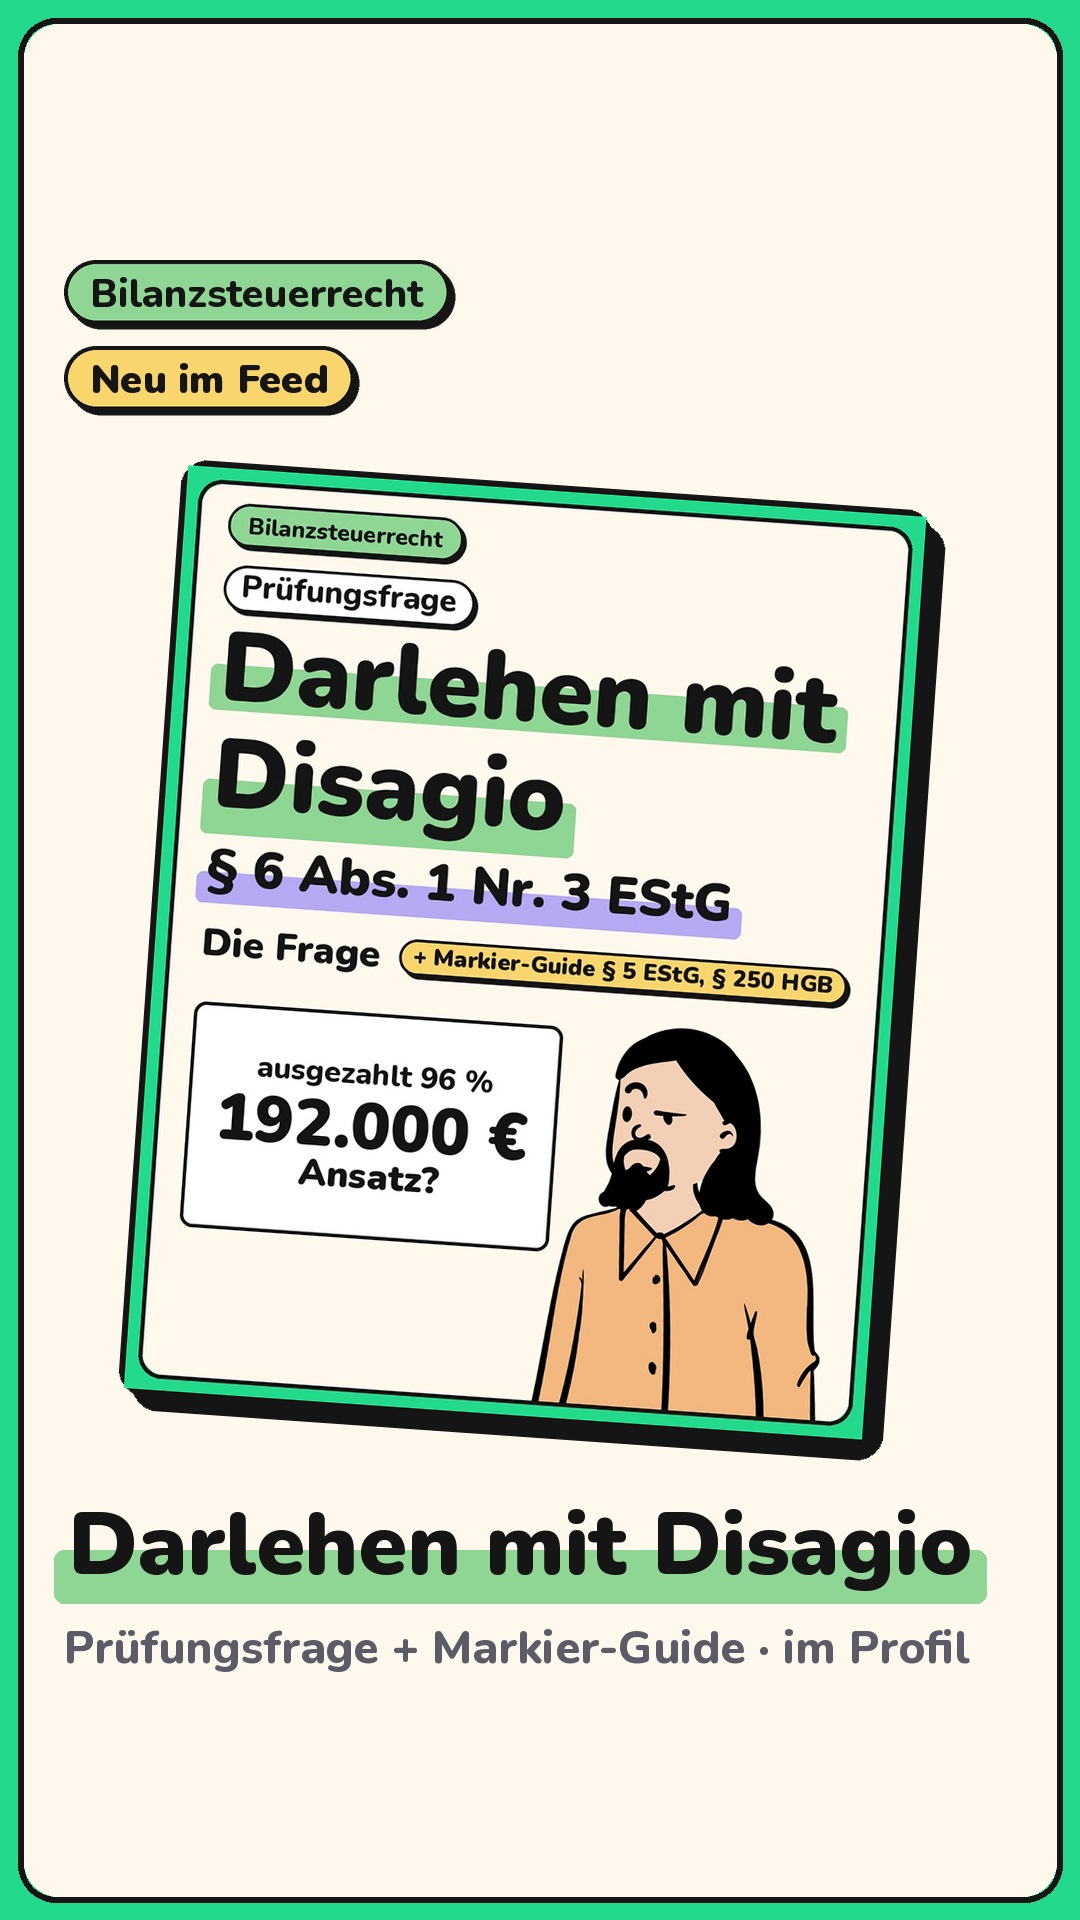 Bilanzsteuerrecht
Neu im Feed
Bilanzsteuerrecht
Prüfungsfrage
Darlehen mit
Disagio
§ 6 Abs. 1 Nr. 3 EStG
Die Frage + Markier-Guide § 5 EStG, § 250 HGB
ausgezahlt 96 %
192.000 €
Ansatz?
Darlehen mit Disagio
Prüfungsfrage + Markier-Guide · im Profil